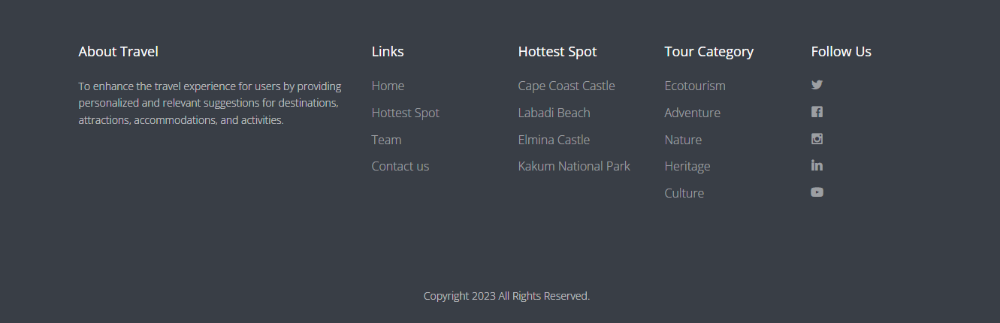 About Travel
To enhance the travel experience for users by providing
personalized and relevant suggestions for destinations,
attractions, accommodations, and activities.
Links
Home
Hottest Spot
Team
Contact us
Hottest Spot
Cape Coast Castle
Labadi Beach
Elmina Castle
Kakum National Park
Tour Category
Ecotourism
Adventure
Nature
Heritage
Culture
Follow Us
Copyright 2023 All Rights Reserved.